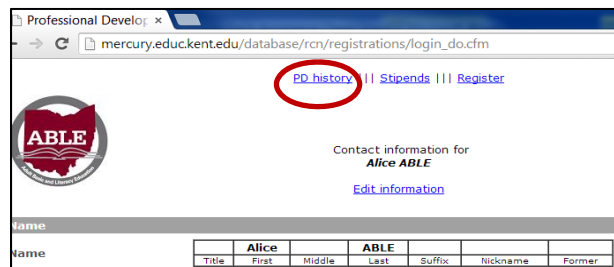 Professional Develop
mercury.educ.kent.edu/database/rcn/registrations/login_do.cfm
PD history ||| Stipends ||| Register
ABLE
Contact information for
Alice ABLE
Edit information
Name
Name
Alice ABLE
Title First Middle Last Suffix Nickname Former